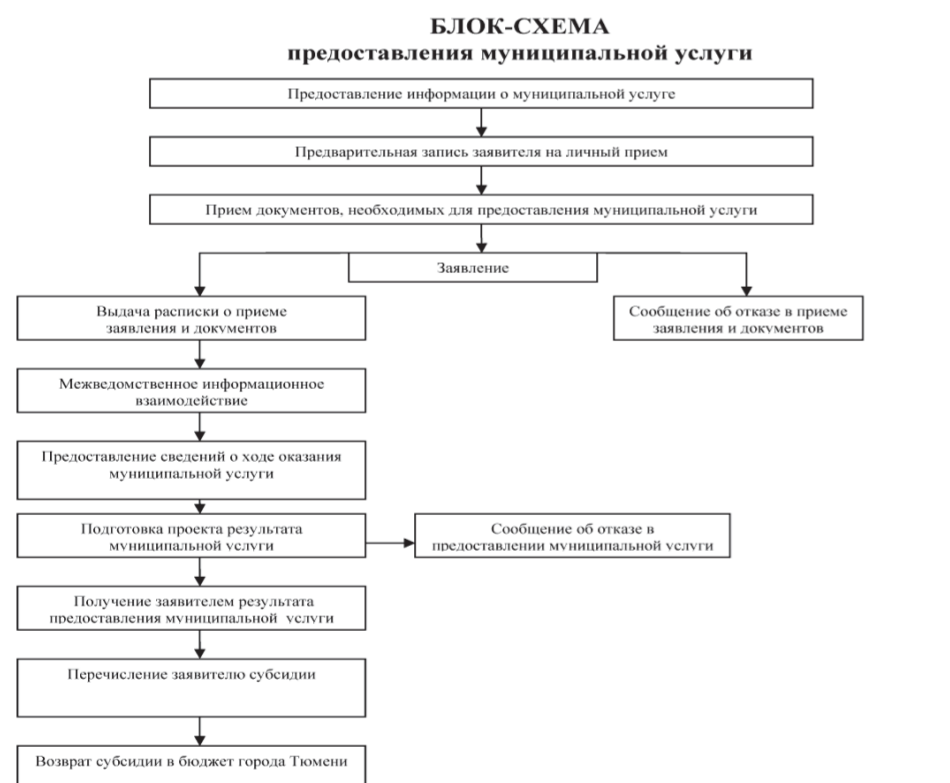 БЛОК-СХЕМА
предоставления муниципальной услуги
Предоставление информации о муниципальной услуге
Предварительная запись заявителя на личный прием
Прием документов, необходимых для предоставления муниципальной услуги
Заявление
Выдача расписки о приеме
заявления и документов
Сообщение об отказе в приеме
заявления и документов
Межведомственное информационное
взаимодействие
Предоставление сведений о ходе оказания
муниципальной услуги
Подготовка проекта результата
муниципальной услуги
Сообщение об отказе в
предоставлении муниципальной услуги
Получение заявителем результата
предоставления муниципальной услуги
Перечисление заявителю субсидии
Возврат субсидии в бюджет города Тюмени